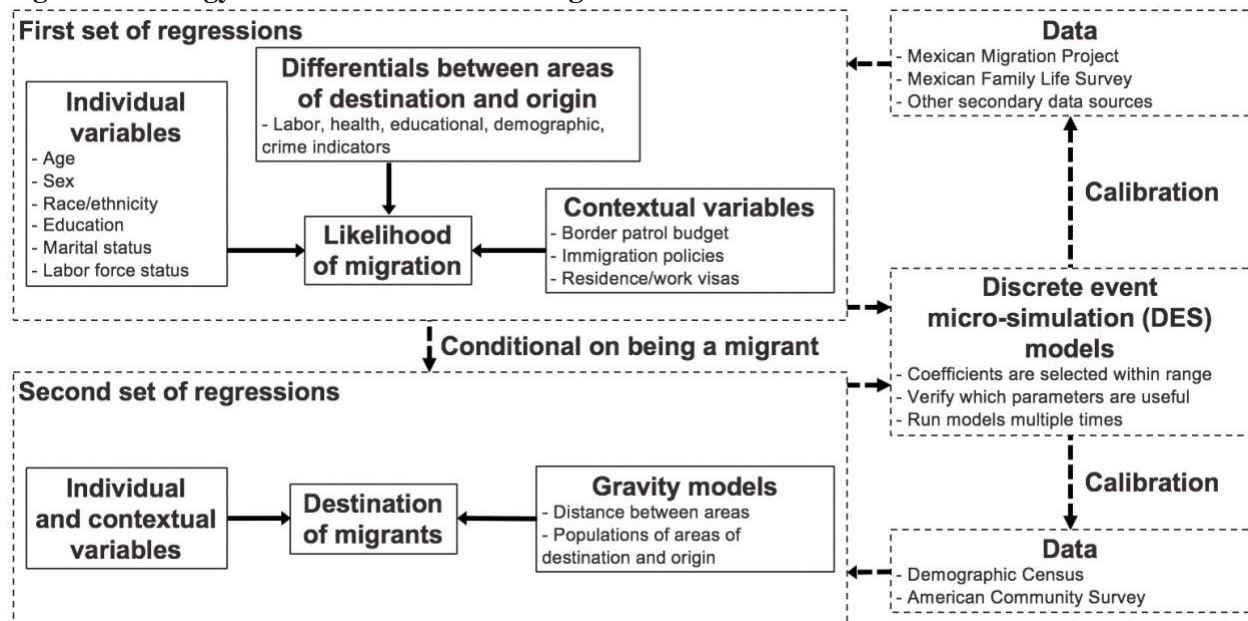 First set of regressions
Individual
variables
- Age
- Sex
- Race/ethnicity
- Education
- Marital status
- Labor force status
Differentials between areas
of destination and origin
- Labor, health, educational, demographic,
crime indicators
Likelihood
of migration
Contextual variables
- Border patrol budget
- Immigration policies
- Residence/work visas
Data
- Mexican Migration Project
- Mexican Family Life Survey
- Other secondary data sources
Calibration
Discrete event
micro-simulation (DES)
models
- Coefficients are selected within range
- Verify which parameters are useful
- Run models multiple times
Conditional on being a migrant
Second set of regressions
Individual
and contextual
variables
Destination
of migrants
Gravity models
- Distance between areas
- Populations of areas of
destination and origin
Calibration
Data
- Demographic Census
- American Community Survey